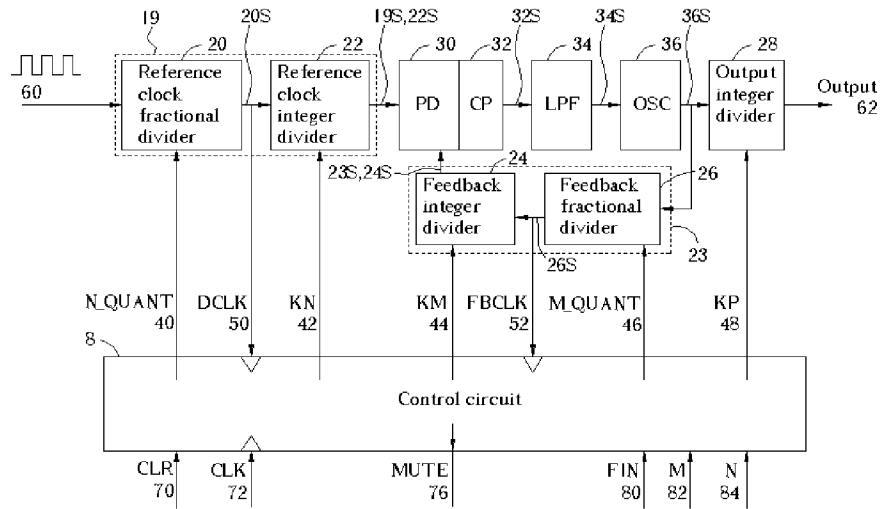 19
20
20S
22
19S,22S
30
32
32S
34
34S
36
36S
28
60
Reference
clock
fractional
divider
Reference
clock
integer
divider
PD
CP
LPF
OSC
Output
integer
divider
Output
62
23S,24S
24
26
Feedback
integer
divider
Feedback
fractional
divider
26S
23
N_QUANT
40
DCLK
50
KN
42
KM
44
FBCLK
52
M_QUANT
46
KP
48
8
Control circuit
CLR
70
CLK
72
MUTE
76
FIN
80
M
82
N
84